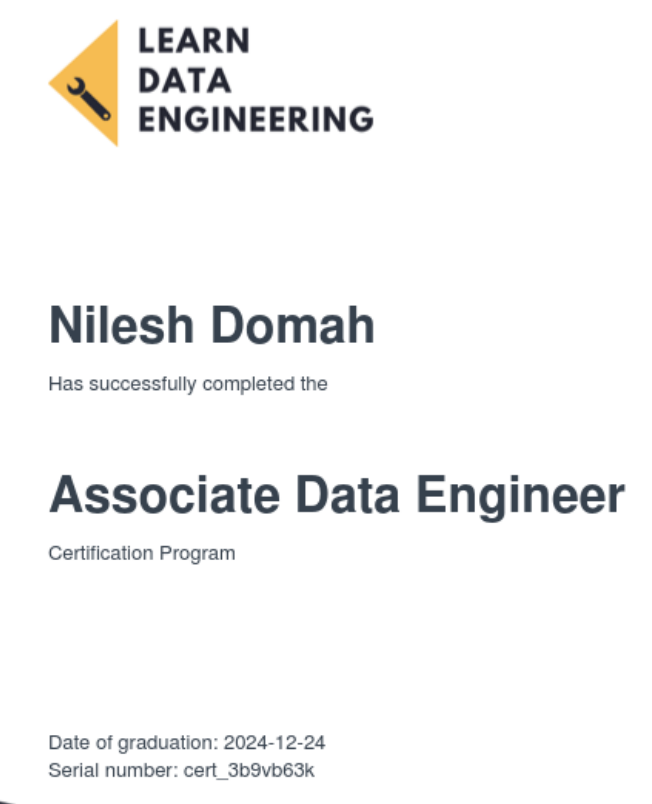 LEARN
DATA
ENGINEERING
Nilesh Domah
Has successfully completed the
Associate Data Engineer
Certification Program
Date of graduation: 2024-12-24
Serial number: cert_3b9vb63k